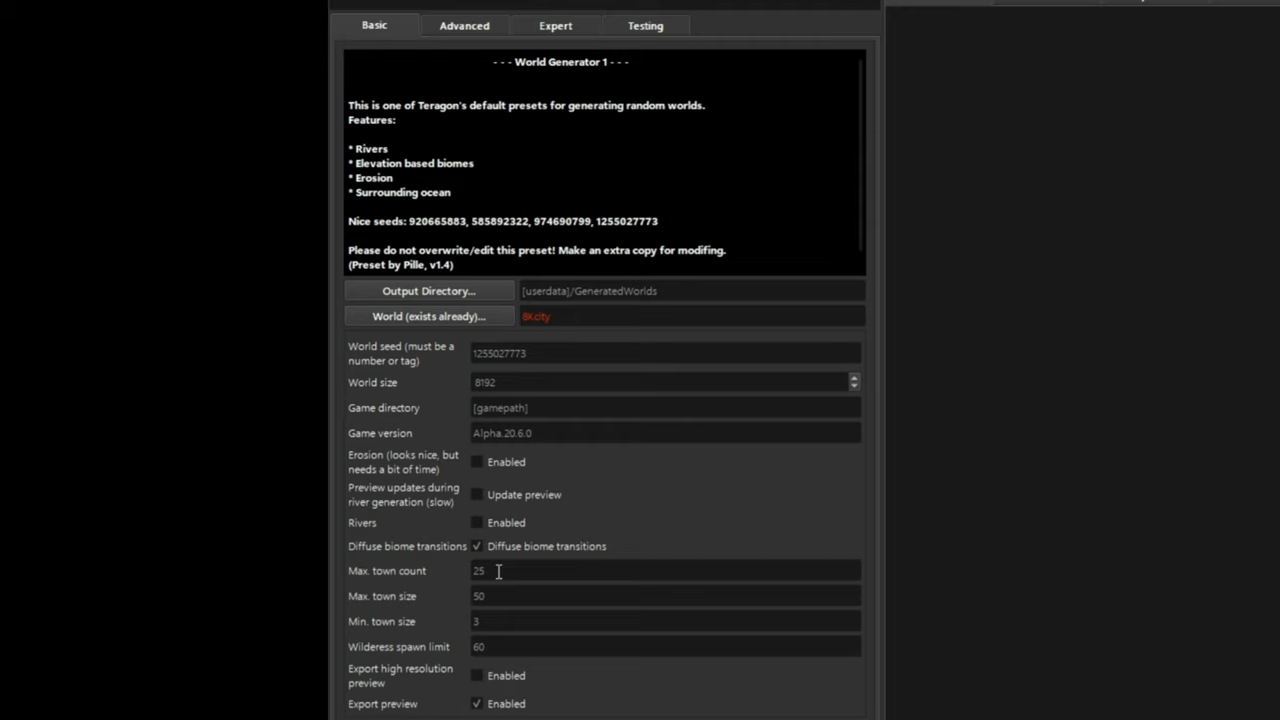 Basic
Advanced
Expert
Testing
- - - World Generator 1 - - -
This is one of Teragon's default presets for generating random worlds.
Features:
* Rivers
* Elevation based biomes
* Erosion
* Surrounding ocean
Nice seeds: 920665883, 585892322, 974690799, 1255027773
Please do not overwrite/edit this preset! Make an extra copy for modifing.
(Preset by Pille, v1.4)
Output Directory...
[userdata]/GeneratedWorlds
World (exists already)...
8Kcity
World seed (must be a
number or tag)
1255027773
World size
8192
Game directory
[gamepath]
Game version
Alpha.20.6.0
Erosion (looks nice, but
needs a bit of time)
Enabled
Preview updates during
river generation (slow)
Update preview
Rivers
Enabled
Diffuse biome transitions
Diffuse biome transitions
Max. town count
25
Max. town size
50
Min. town size
3
Wilderess spawn limit
60
Export high resolution
preview
Enabled
Export preview
Enabled